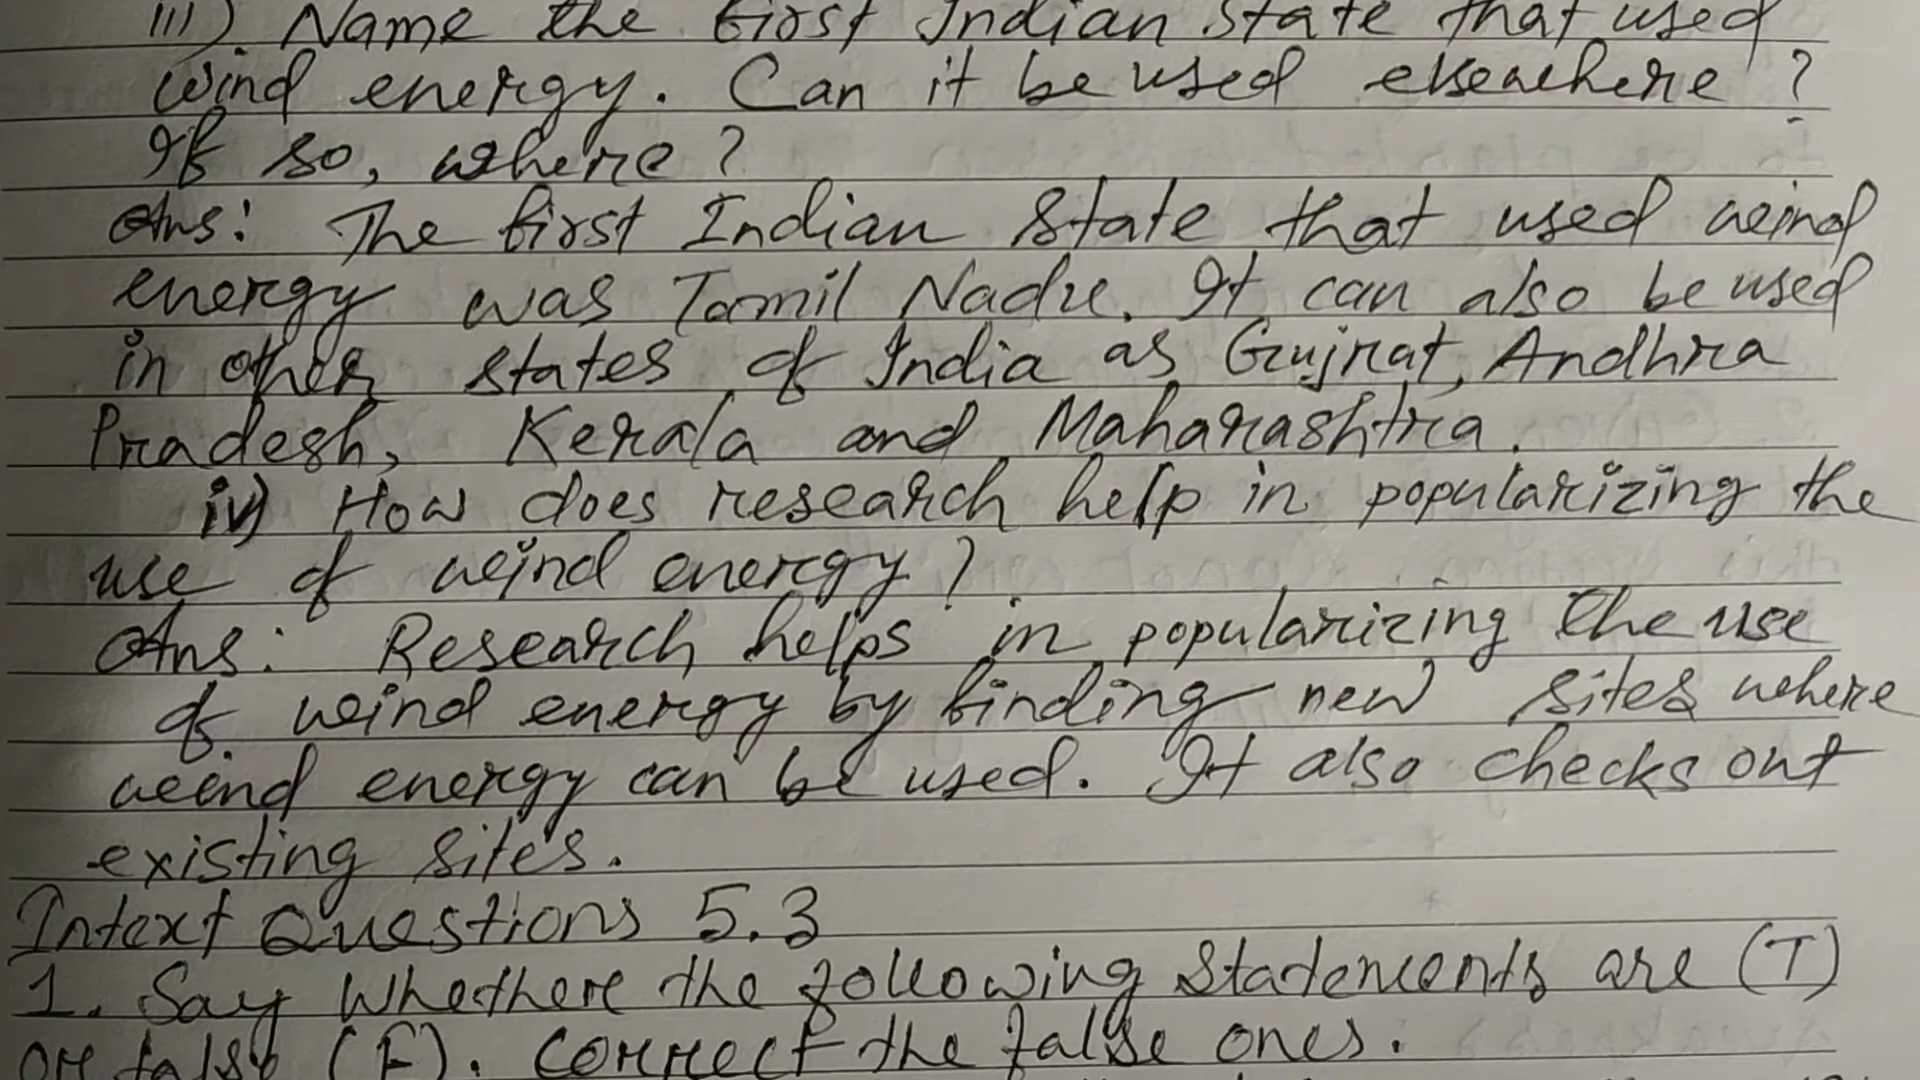 iii). Name the first Indian State that used
wind energy. Can it be used elsewhere?
If so, where?
Ans: The first Indian State that used wind
energy was Tamil Nadu. It can also be used
in other states of India as Gujrat, Andhra
Pradesh, Kerala and Maharashtra.
iv) How does research help in popularizing the
use of wind energy?
Ans: Research helps in popularizing the use
of wind energy by finding new sites where
wind energy can be used. It also checks out
existing sites.
Intext Questions 5.3
1. Say Whethere the following Statements are (T)
or false (F). Correct the false ones.